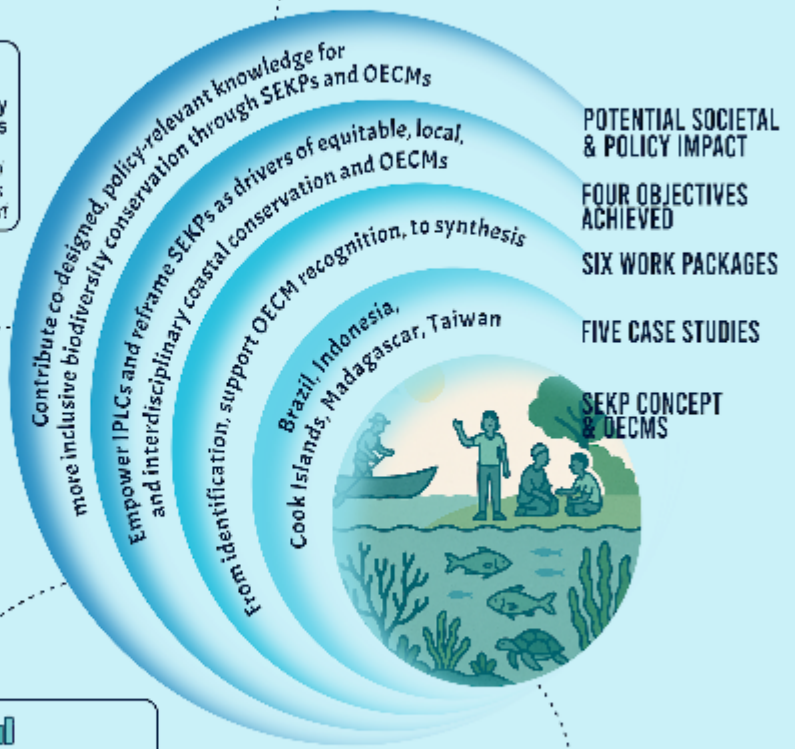 Contribute co-designed, policy-relevant knowledge for
more inclusive biodiversity conservation through SEKPs and OECMs
Empower IPLCs and reframe SEKPs as drivers of equitable, local,
and interdisciplinary coastal conservation and OECMs
From identification, support OECM recognition, to synthesis
Brazil, Indonesia,
Cook Islands, Madagascar, Taiwan
POTENTIAL SOCIETAL
& POLICY IMPACT
FOUR OBJECTIVES
ACHIEVED
SIX WORK PACKAGES
FIVE CASE STUDIES
SEKP CONCEPT
& OECMS